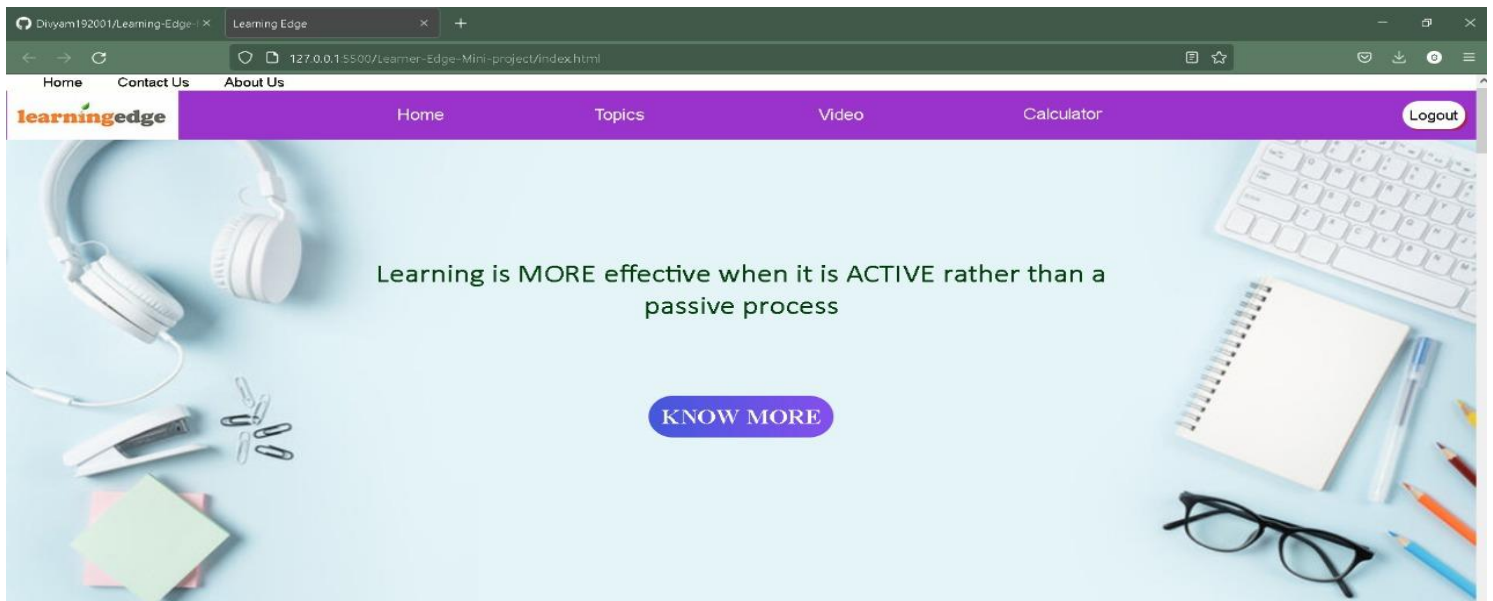 Divyam192001/Learning-Edge- Learning Edge
127.0.0.1:5500/Learner-Edge-Mini-project/index.html
Home Contact Us About Us
learningedge Home Topics Video Calculator Logout
Learning is MORE effective when it is ACTIVE rather than a
passive process
KNOW MORE